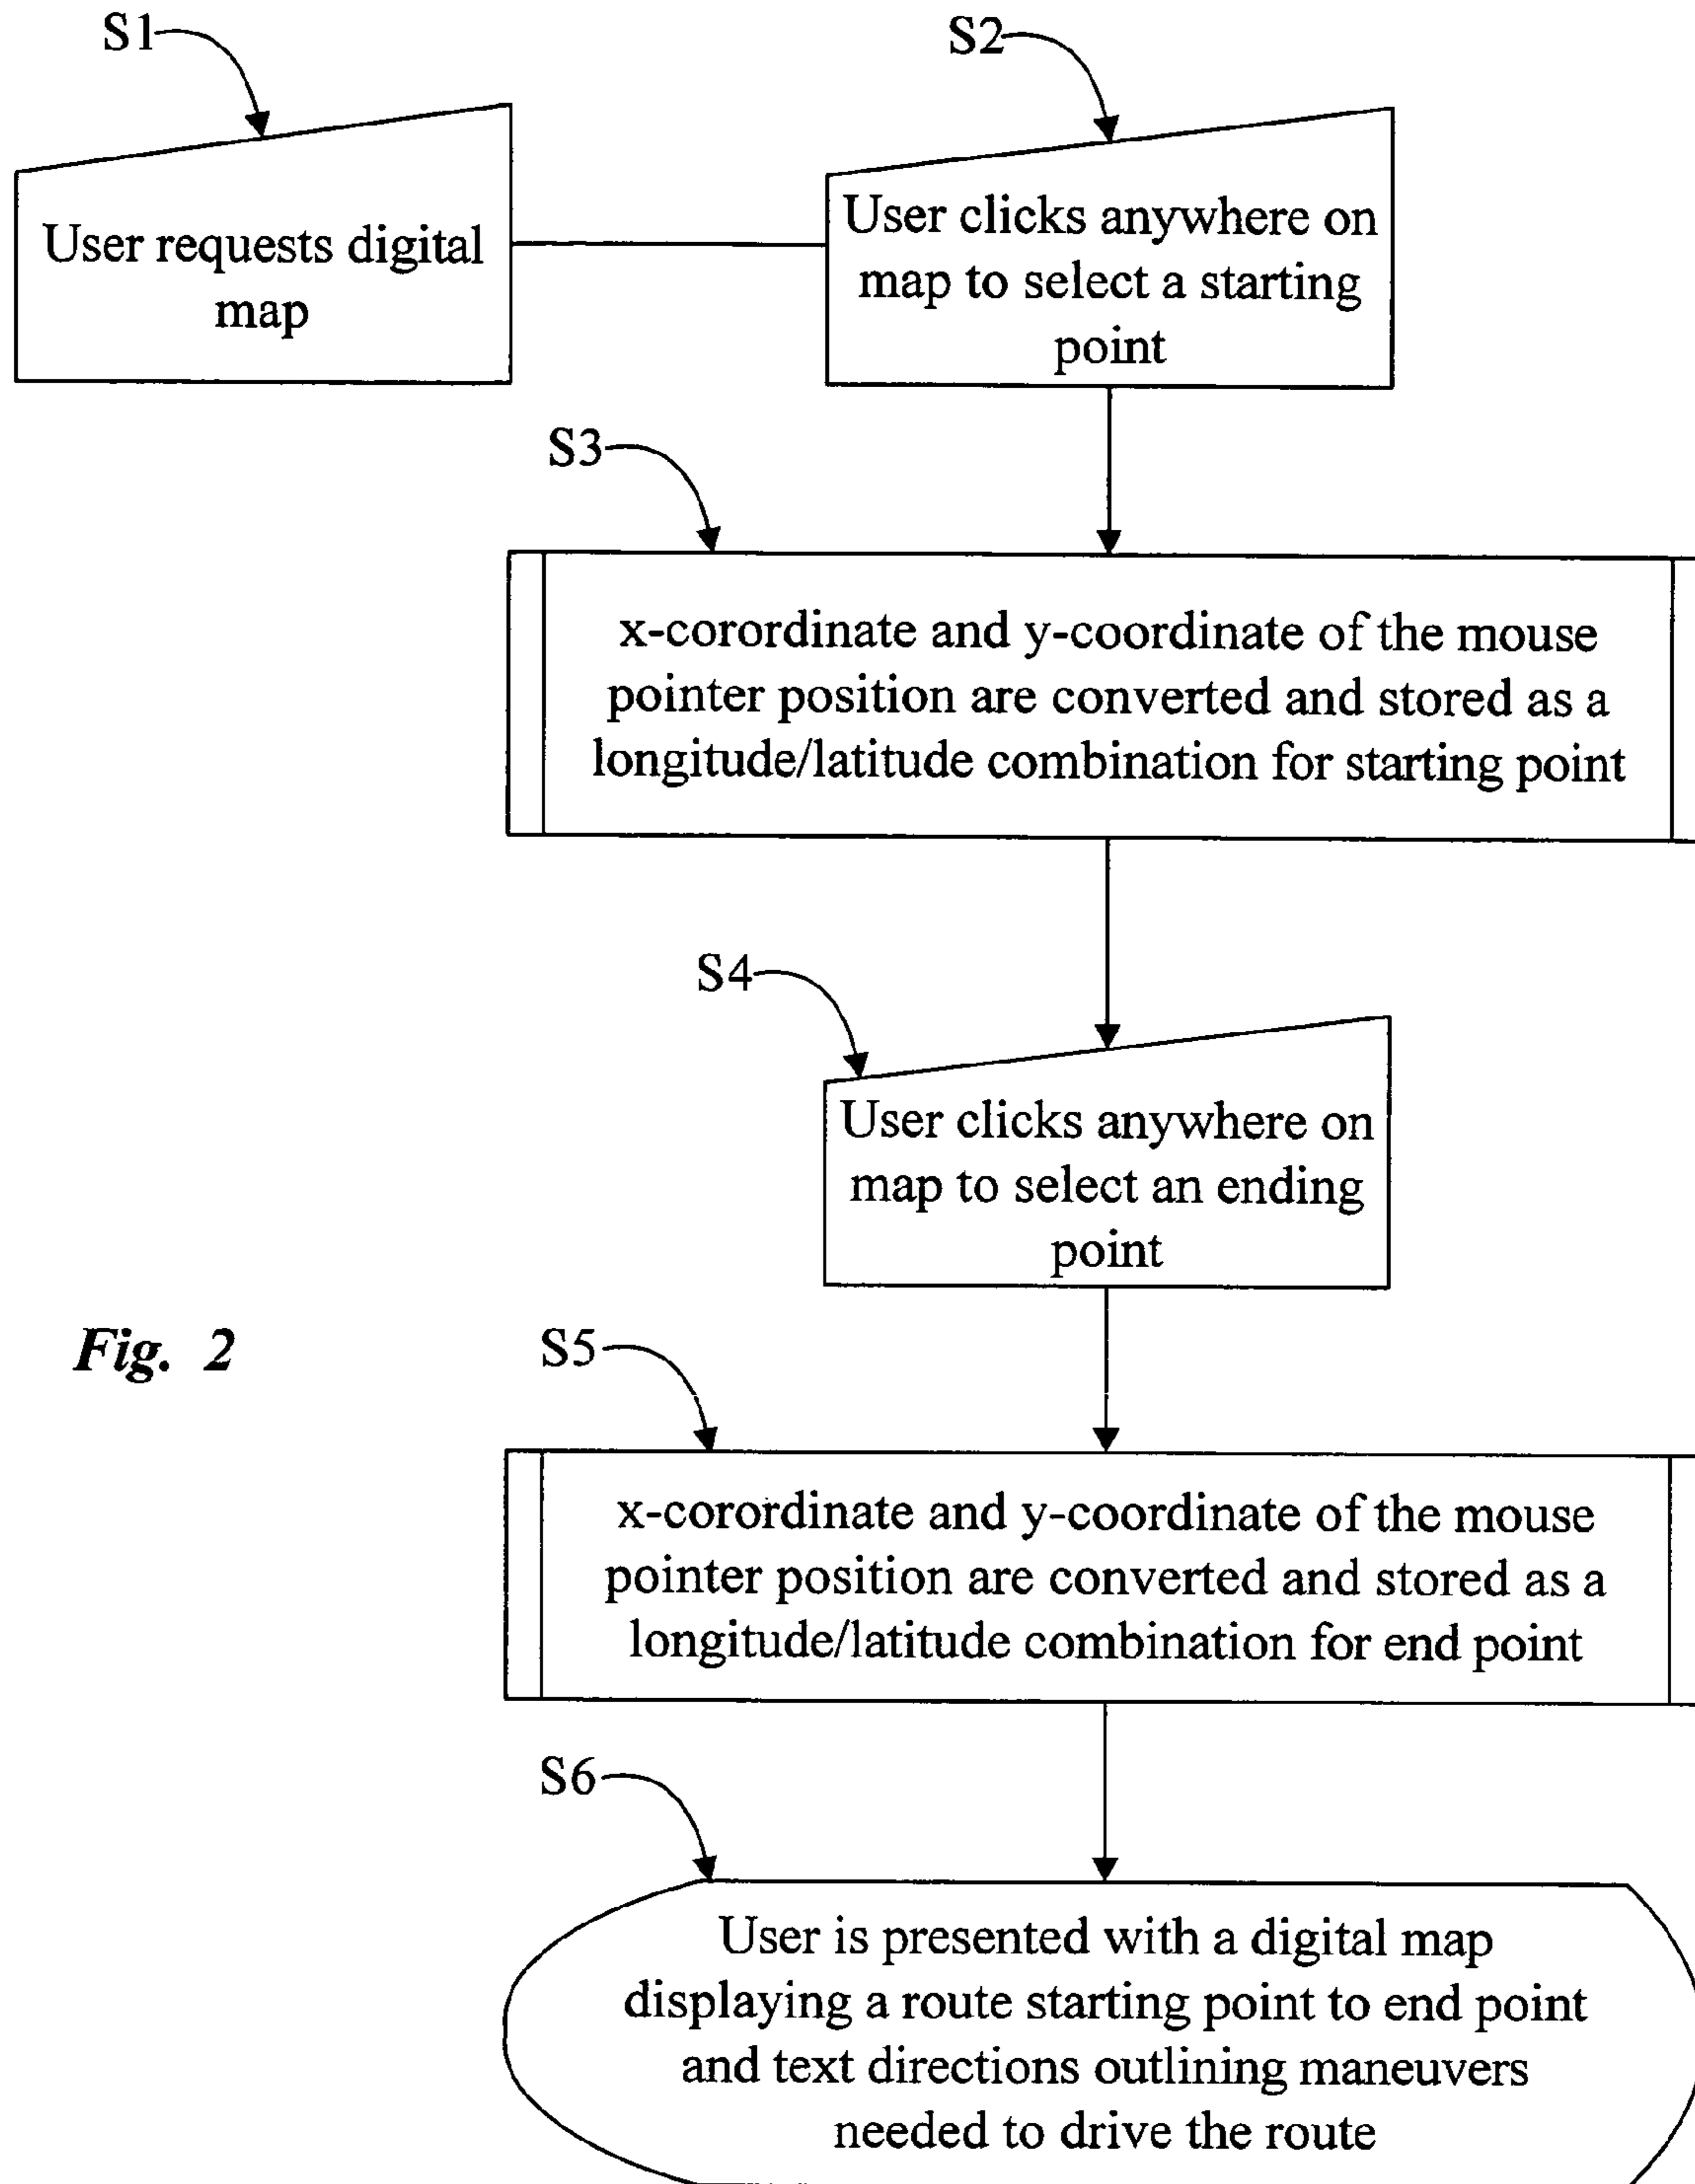 S1
S2
User requests digital
map
User clicks anywhere on
map to select a starting
point
S3
x-corordinate and y-coordinate of the mouse
pointer position are converted and stored as a
longitude/latitude combination for starting point
S4
User clicks anywhere on
map to select an ending
point
Fig. 2
S5
x-corordinate and y-coordinate of the mouse
pointer position are converted and stored as a
longitude/latitude combination for end point
S6
User is presented with a digital map
displaying a route starting point to end point
and text directions outlining maneuvers
needed to drive the route